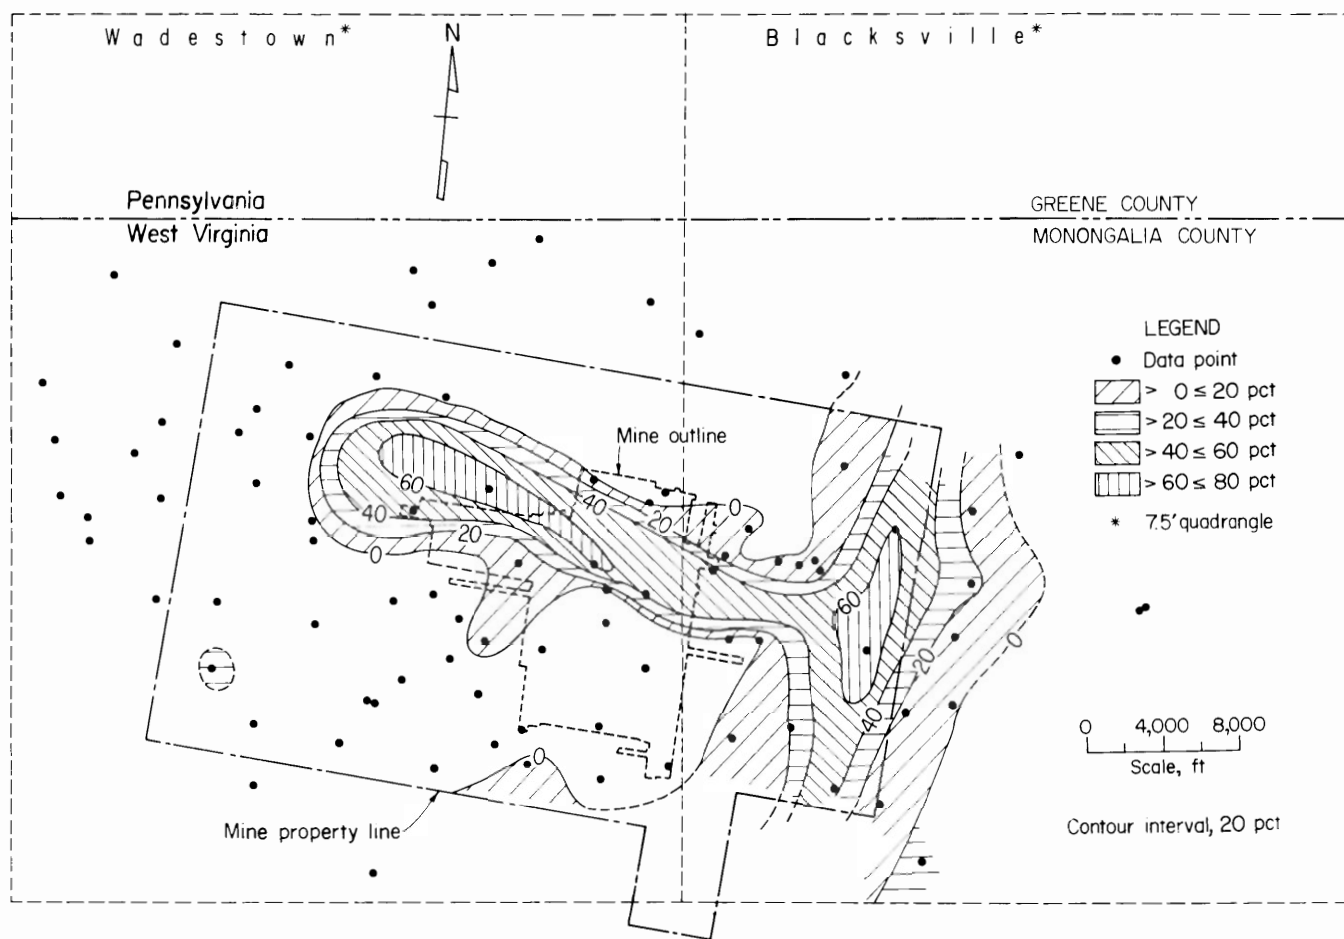 Wadestown*
Blacksville*
N
Pennsylvania
West Virginia
GREENE COUNTY
MONONGALIA COUNTY
LEGEND
Data point
> 0 ≤ 20 pct
> 20 ≤ 40 pct
> 40 ≤ 60 pct
> 60 ≤ 80 pct
* 7.5' quadrangle
Mine outline
60
40
20
0
40
20
0
60
40
20
0
0
0 4,000 8,000
Scale, ft
Contour interval, 20 pct
Mine property line